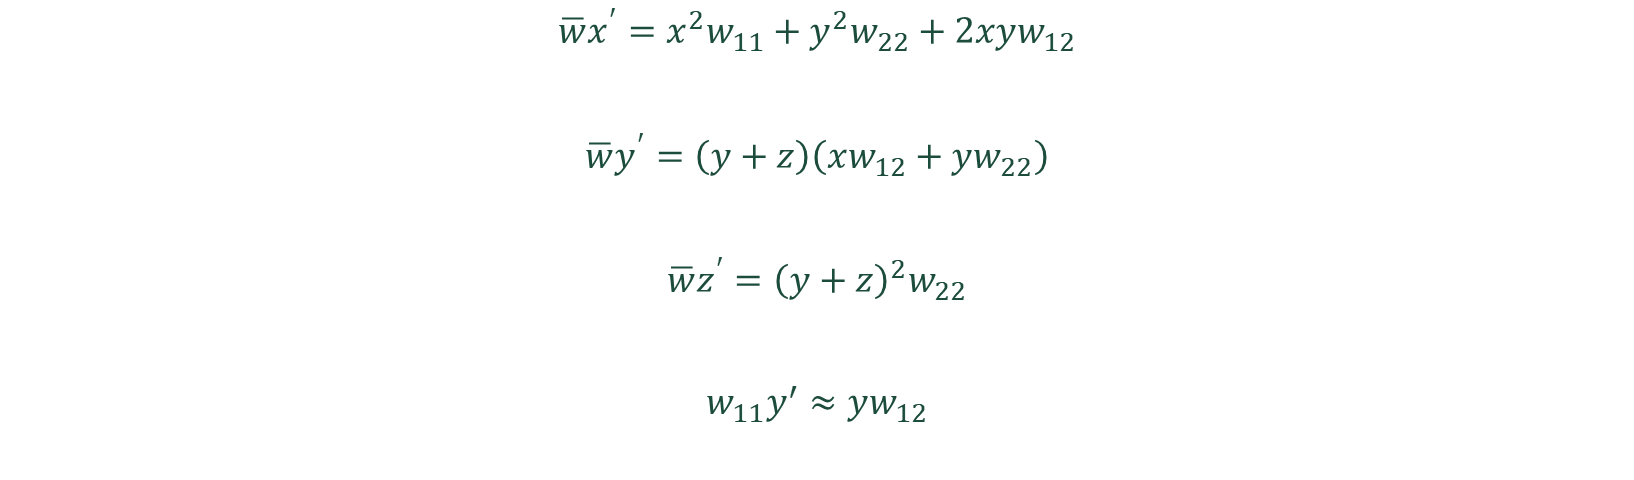 w̅x′ = x²w₁₁ + y²w₂₂ + 2xyw₁₂
w̅y′ = (y + z)(xw₁₂ + yw₂₂)
w̅z′ = (y + z)²w₂₂
w₁₁y′ ≈ yw₁₂